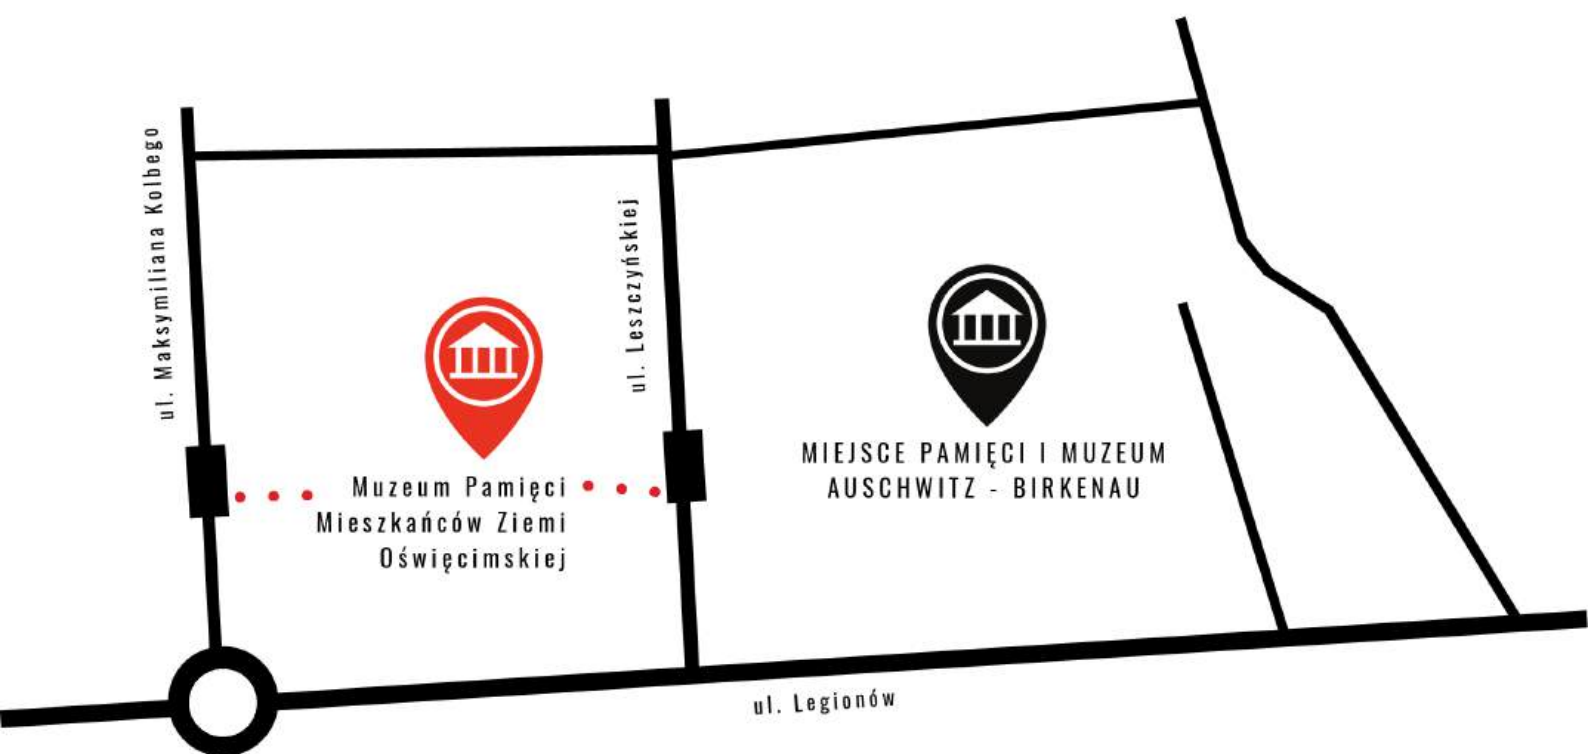 ul. Maksymiliana Kolbego
ul. Leszczyńskiej
Muzeum Pamięci
Mieszkańców Ziemi
Oświęcimskiej
MIEJSCE PAMIĘCI I MUZEUM
AUSCHWITZ - BIRKENAU
ul. Legionów